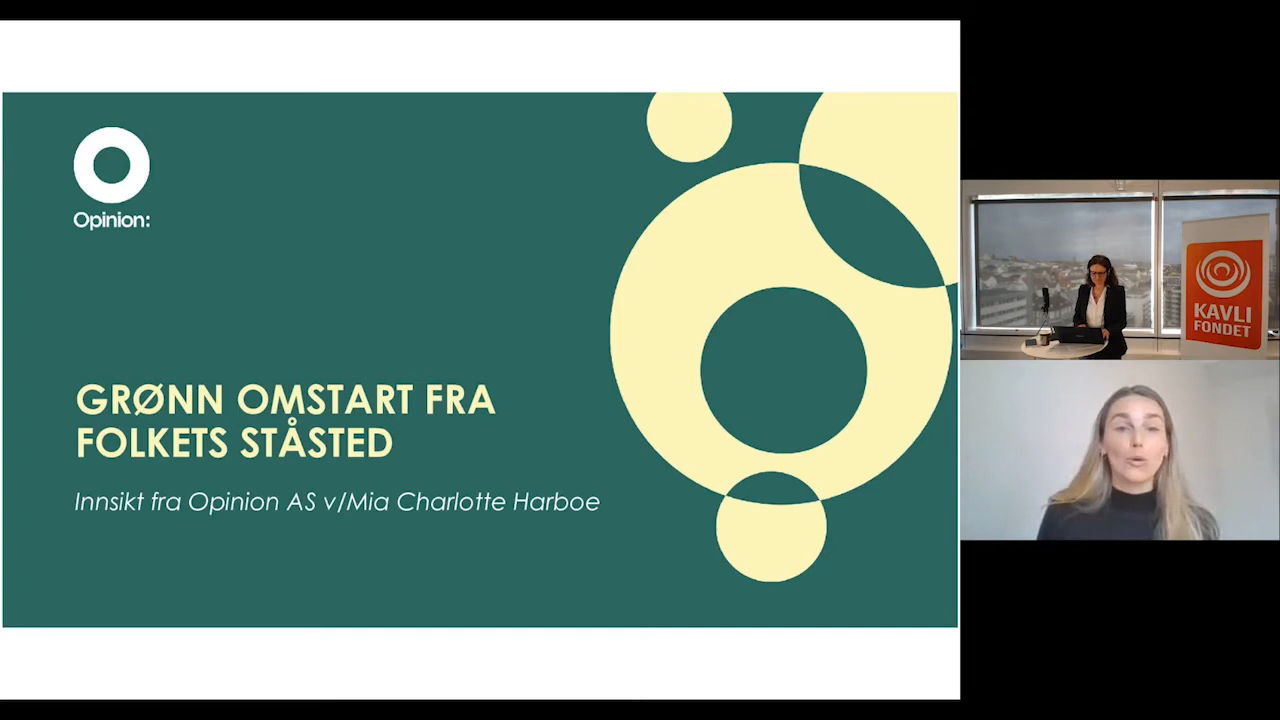 Opinion:
GRØNN OMSTART FRA
FOLKETS STÅSTED
Innsikt fra Opinion AS v/Mia Charlotte Harboe
KAVLI
FONDET